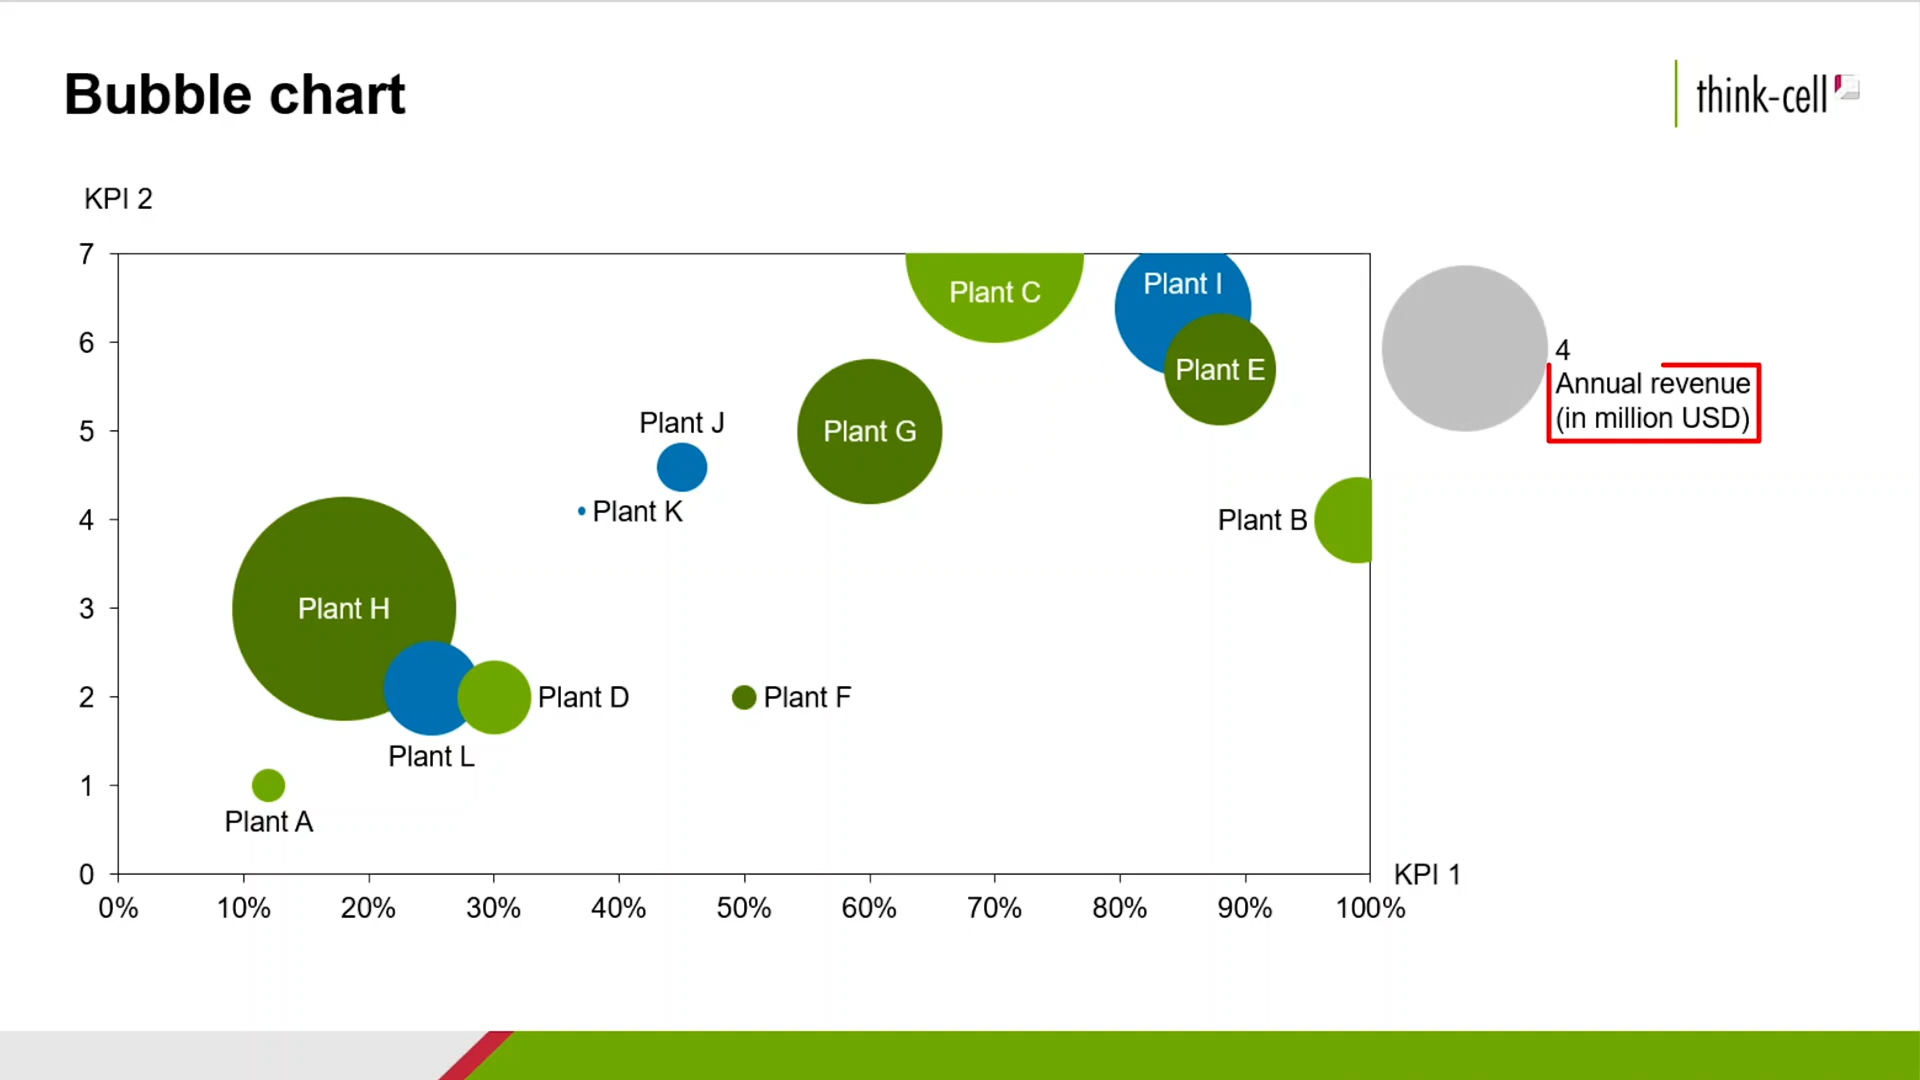 Bubble chart
think-cell
KPI 2
7
6
5
4
3
2
1
0
Plant C
Plant I
Plant E
Plant G
Plant J
Plant K
Plant B
Plant H
Plant D
Plant F
Plant L
Plant A
4
Annual revenue
(in million USD)
KPI 1
0% 10% 20% 30% 40% 50% 60% 70% 80% 90% 100%